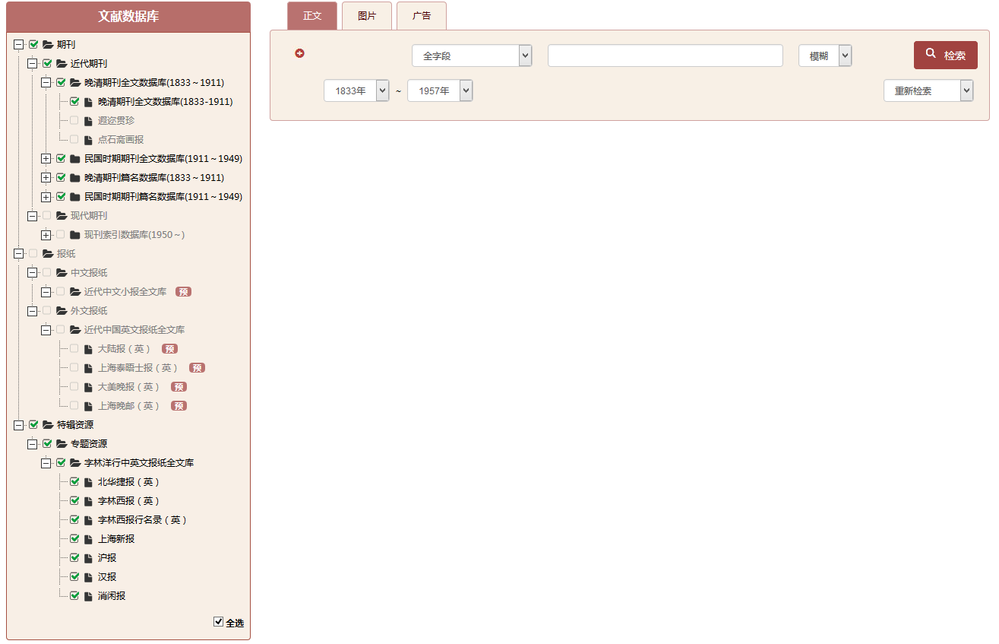 文献数据库
期刊
近代期刊
晚清期刊全文数据库(1833～1911)
晚清期刊全文数据库(1833-1911)
遐迩贯珍
点石斋画报
民国时期期刊全文数据库(1911～1949)
晚清期刊篇名数据库(1833～1911)
民国时期期刊篇名数据库(1911～1949)
现代期刊
现刊索引数据库(1950～)
报纸
中文报纸
近代中文小报全文库 预
外文报纸
近代中国英文报纸全文库
大陆报（英） 预
上海泰晤士报（英） 预
大美晚报（英） 预
上海晚邮（英） 预
特辑资源
专题资源
字林洋行中英文报纸全文库
北华捷报（英）
字林西报（英）
字林西报行名录（英）
上海新报
沪报
汉报
消闲报
全选
正文 图片 广告
全字段 模糊 检索
1833年 ~ 1957年 重新检索